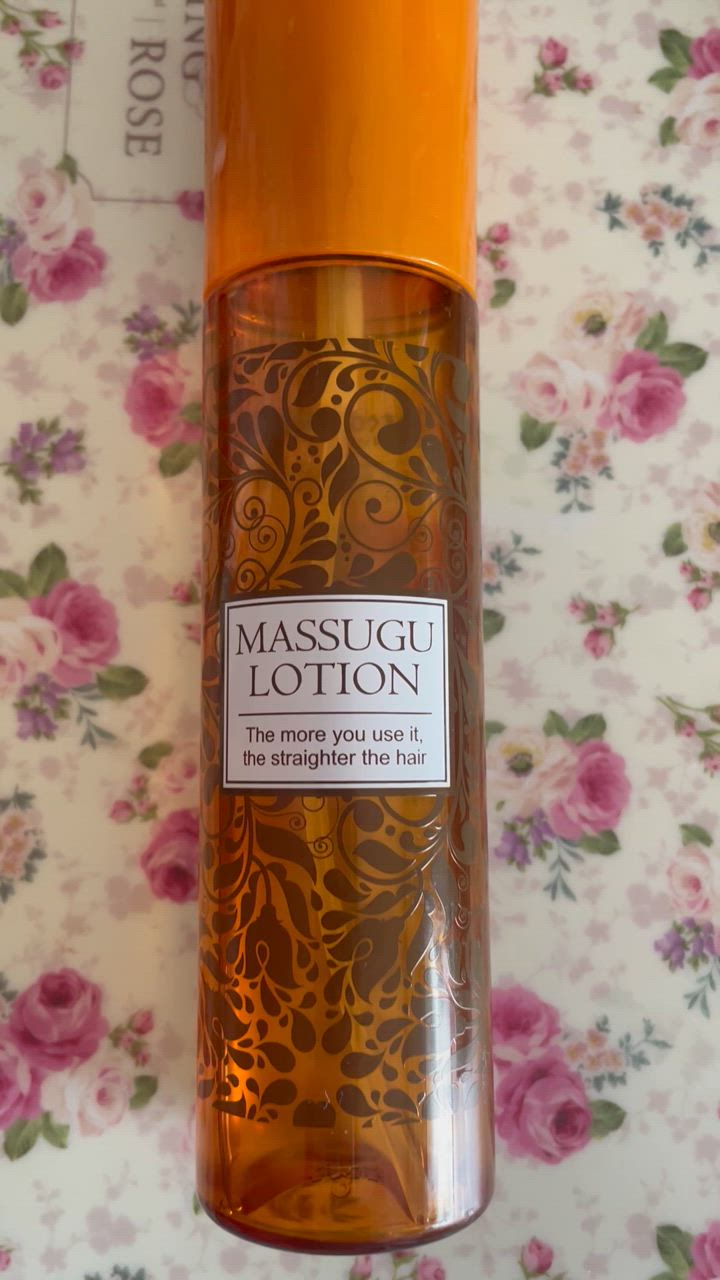 ROSE
MASSUGU
LOTION
The more you use it,
the straighter the hair